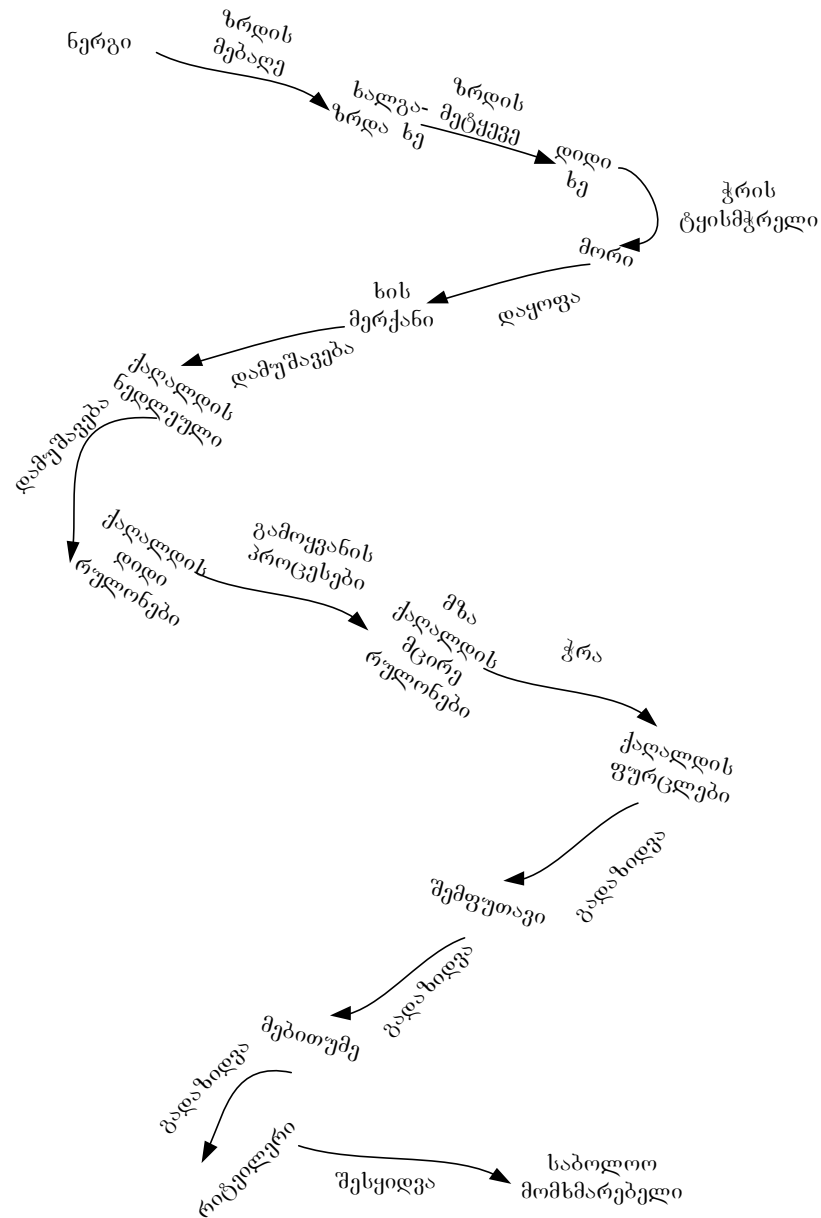 ნერგი
ზრდის
მებაღე
ხალგა-
ზრდა ხე
ზრდის
მეტყევე
დიდი
ხე
ჭრის
ტყისმჭრელი
მორი
დაყოფა
ხის
მერქანი
დამუშავება
ქაღალდის
ნედლეული
დამუშავება
ქაღალდის
დიდი
რულონები
გამოყვანის
პროცესები
მზა
ქაღალდის
მცირე
რულონები
ჭრა
ქაღალდის
ფურცლები
გადაზიდვა
შემფუთავი
გადაზიდვა
მებითუმე
გადაზიდვა
რიტეილერი
შესყიდვა
საბოლოო
მომხმარებელი